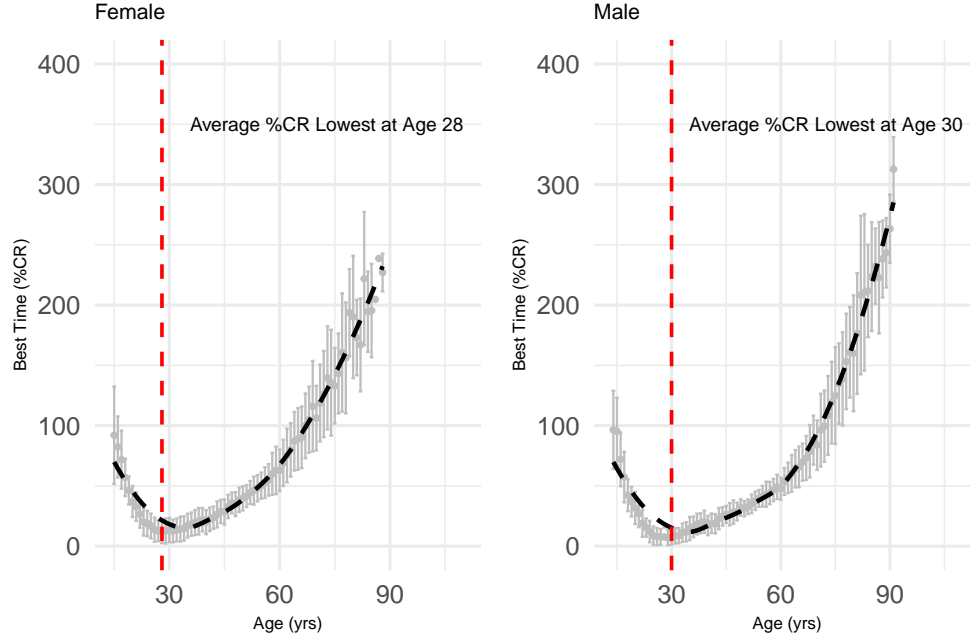 Female
400
300
200
100
0
Best Time (%CR)
Average %CR Lowest at Age 28
30 60 90
Age (yrs)
Male
400
300
200
100
0
Best Time (%CR)
Average %CR Lowest at Age 30
30 60 90
Age (yrs)